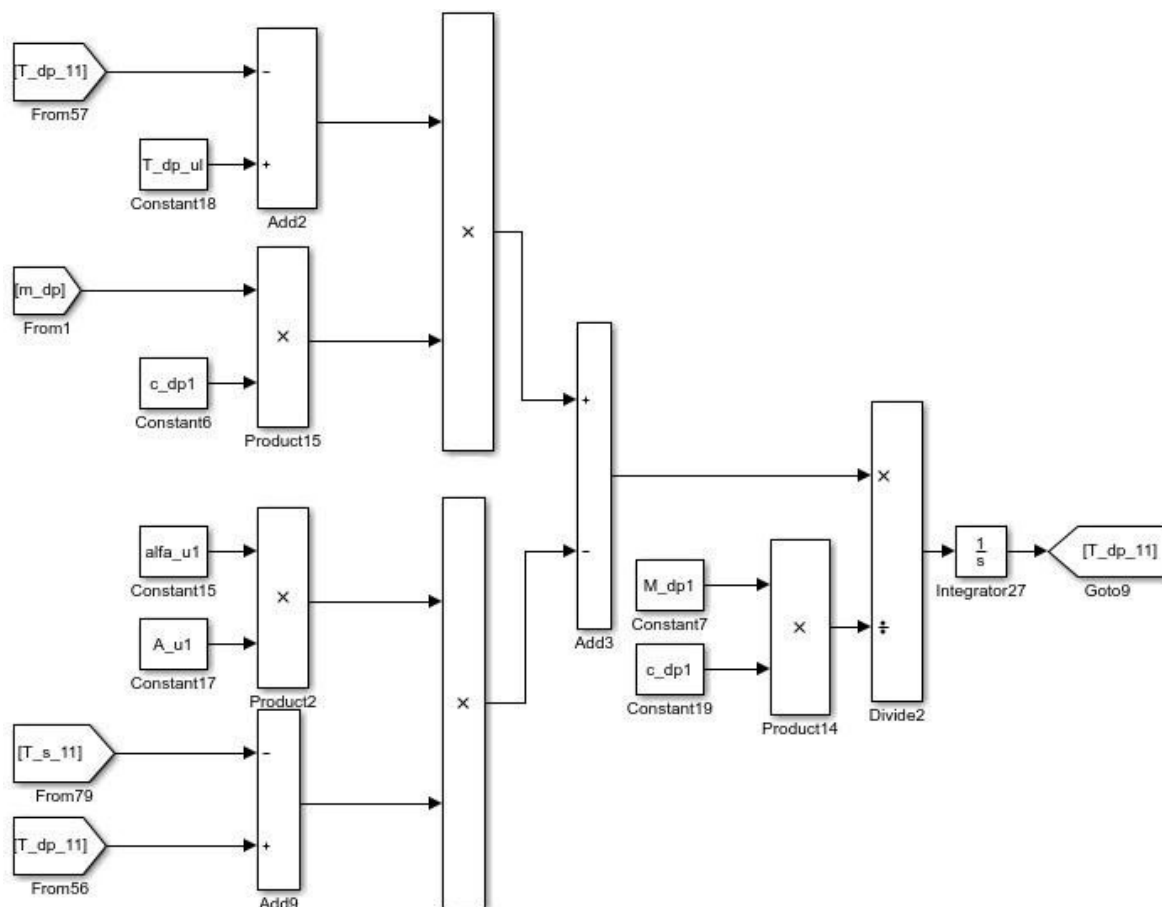 [T_dp_11]
From57
−
T_dp_ul
Constant18
+
Add2
×
[m_dp]
From1
×
c_dp1
Constant6
Product15
+
−
Add3
alfa_u1
Constant15
×
A_u1
Constant17
Product2
×
[T_s_11]
From79
−
[T_dp_11]
From56
+
Add9
M_dp1
Constant7
×
c_dp1
Constant19
Product14
×
÷
Divide2
1
s
Integrator27
[T_dp_11]
Goto9